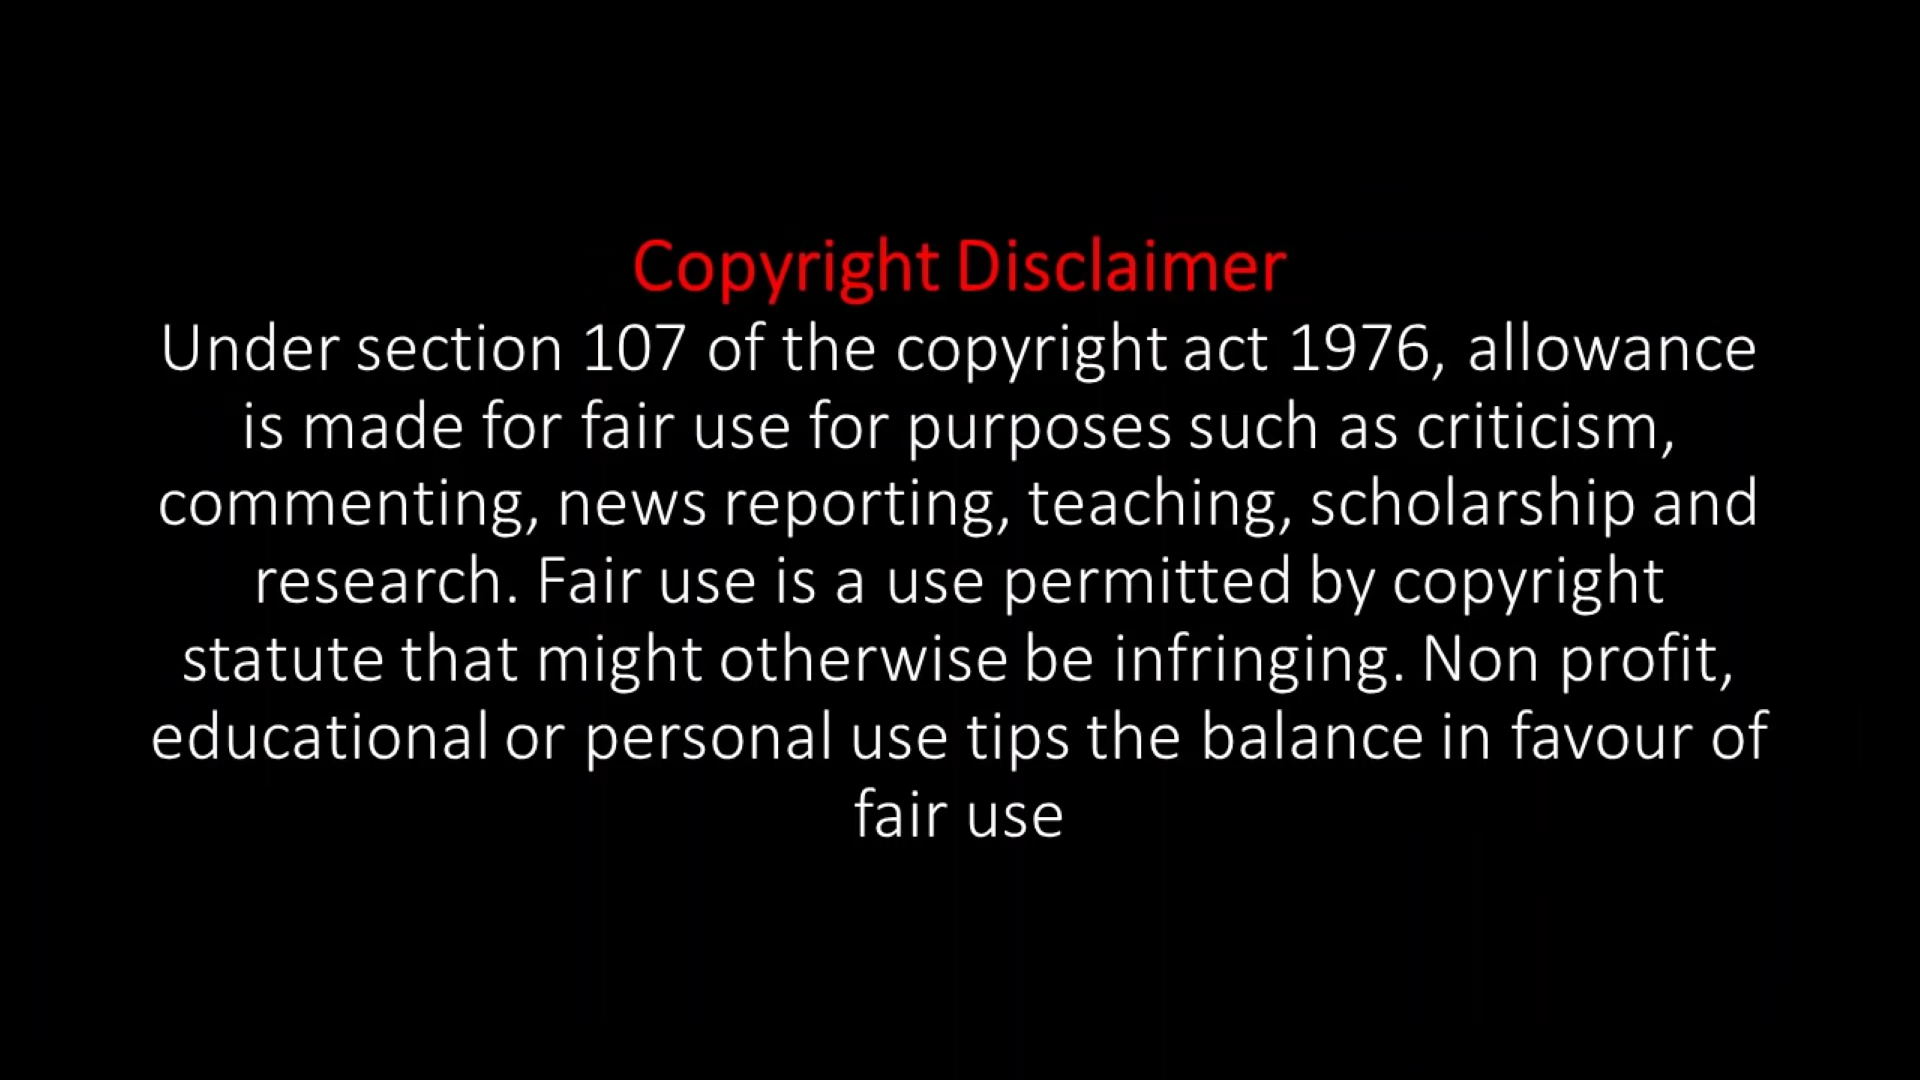 Copyright Disclaimer
Under section 107 of the copyright act 1976, allowance
is made for fair use for purposes such as criticism,
commenting, news reporting, teaching, scholarship and
research. Fair use is a use permitted by copyright
statute that might otherwise be infringing. Non profit,
educational or personal use tips the balance in favour of
fair use